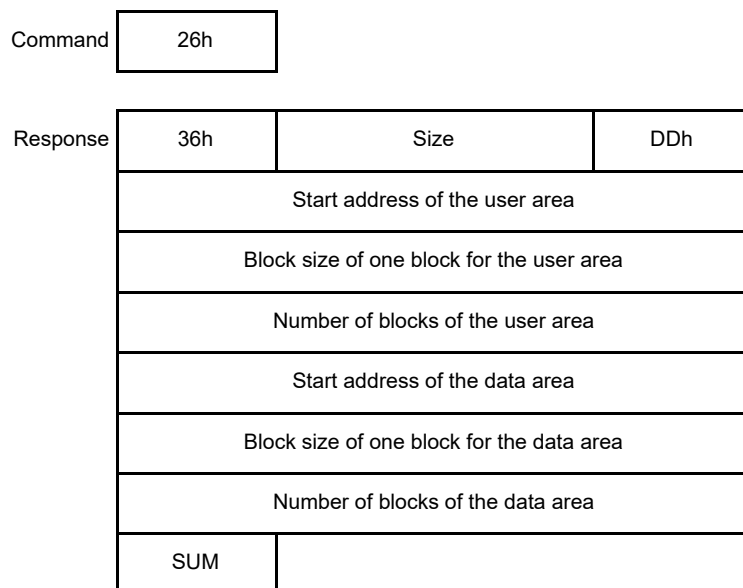 Command 26h
Response 36h Size DDh
Start address of the user area
Block size of one block for the user area
Number of blocks of the user area
Start address of the data area
Block size of one block for the data area
Number of blocks of the data area
SUM